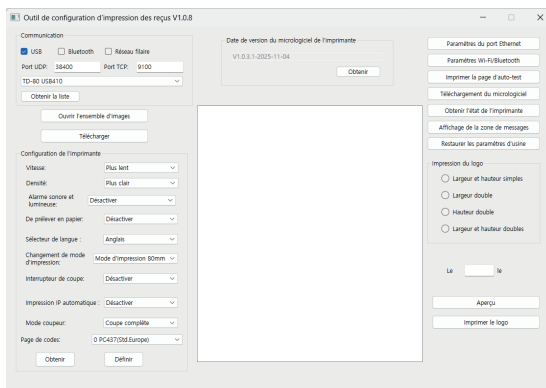 Outil de configuration d'impression des reçus V1.0.8
Communication
USB
Bluetooth
Réseau filaire
Port UDP: 38400 Port TCP: 9100
TD-80 USB410
Obtenir la liste
Ouvrir l'ensemble d'Images
Télécharger
Configuration de l'imprimante
Vitesse: Plus lent
Densité: Plus clair
Alarme sonore et
lumineuse: Désactiver
De prélever en papier: Désactiver
Sélecteur de langue : Anglais
Changement de mode
d'impression: Mode d'impression 80mm
Interrupteur de coupe: Désactiver
Impression IP automatique : Désactiver
Mode coupeur: Coupe complète
Page de codes: 0 PC437(Std.Europe)
Obtenir
Définir
Date de version du micrologiciel de l'imprimante
V1.0.3.1-2025-11-04
Obtenir
Paramètres du port Ethernet
Paramètres Wi-Fi/Bluetooth
Imprimer la page d'auto-test
Téléchargement du micrologiciel
Obtenir l'état de l'imprimante
Affichage de la zone de messages
Restaurer les paramètres d'usine
Impression du logo
Largeur et hauteur simples
Largeur double
Hauteur double
Largeur et hauteur doubles
Le le
Aperçu
Imprimer le logo